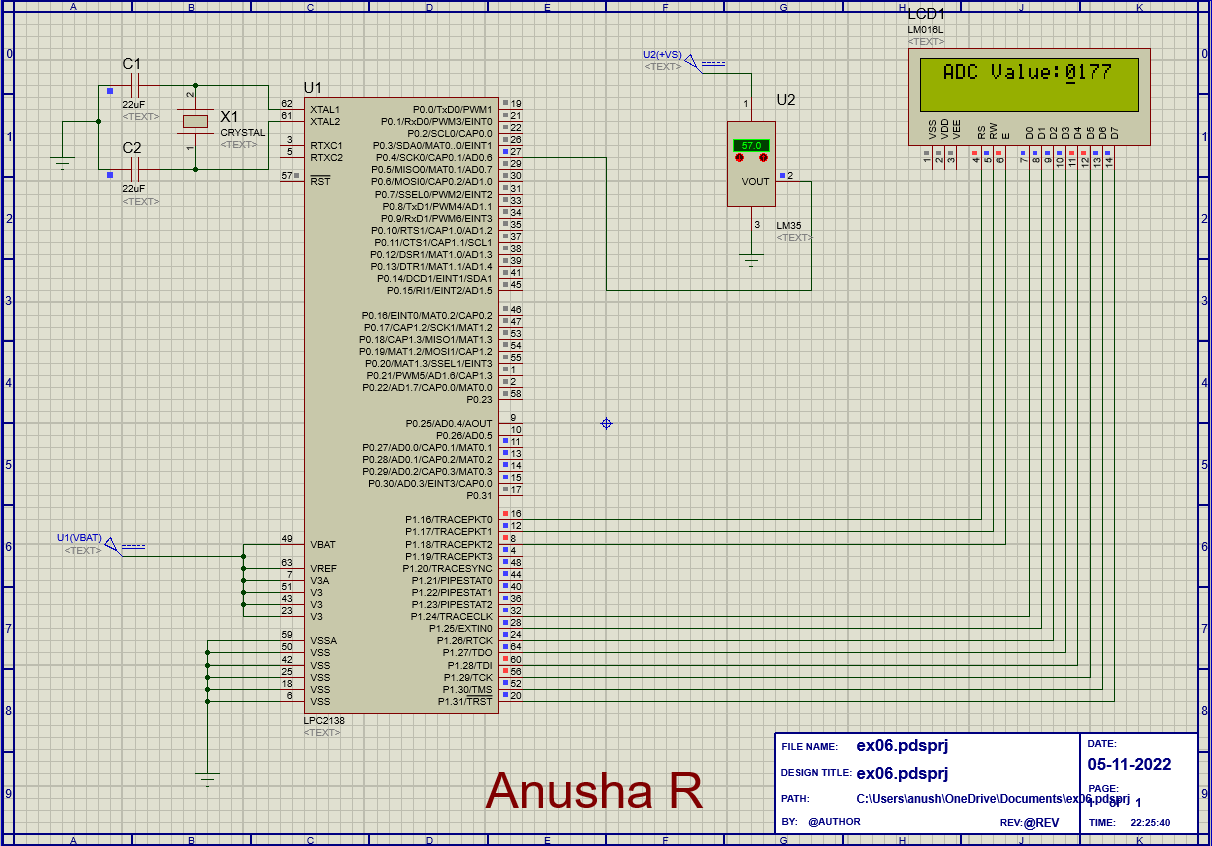 A B C D E F G H J K
0
1
2
3
4
5
6
7
8
9
C1
22uF
<TEXT>
C2
22uF
<TEXT>
2
1
X1
CRYSTAL
<TEXT>
U1
62 XTAL1
61 XTAL2
3 RTXC1
5 RTXC2
57 RST
49 VBAT
63 VREF
7 V3A
51 V3
43 V3
23 V3
59 VSSA
50 VSS
42 VSS
25 VSS
18 VSS
6 VSS
P0.0/TxD0/PWM1 19
P0.1/RxD0/PWM3/EINT0 21
P0.2/SCL0/CAP0.0 22
P0.3/SDA0/MAT0..0/EINT1 26
P0.4/SCK0/CAP0.1/AD0.6 27
P0.5/MISO0/MAT0.1/AD0.7 29
P0.6/MOSI0/CAP0.2/AD1.0 30
P0.7/SSEL0/PWM2/EINT2 31
P0.8/TxD1/PWM4/AD1.1 33
P0.9/RxD1/PWM6/EINT3 34
P0.10/RTS1/CAP1.0/AD1.2 35
P0.11/CTS1/CAP1.1/SCL1 37
P0.12/DSR1/MAT1.0/AD1.3 38
P0.13/DTR1/MAT1.1/AD1.4 39
P0.14/DCD1/EINT1/SDA1 41
P0.15/RI1/EINT2/AD1.5 45
P0.16/EINT0/MAT0.2/CAP0.2 46
P0.17/CAP1.2/SCK1/MAT1.2 47
P0.18/CAP1.3/MISO1/MAT1.3 53
P0.19/MAT1.2/MOSI1/CAP1.2 54
P0.20/MAT1.3/SSEL1/EINT3 55
P0.21/PWM5/AD1.6/CAP1.3 1
P0.22/AD1.7/CAP0.0/MAT0.0 2
P0.23 58
P0.25/AD0.4/AOUT 9
P0.26/AD0.5 10
P0.27/AD0.0/CAP0.1/MAT0.1 11
P0.28/AD0.1/CAP0.2/MAT0.2 13
P0.29/AD0.2/CAP0.3/MAT0.3 14
P0.30/AD0.3/EINT3/CAP0.0 15
P0.31 17
P1.16/TRACEPKT0 16
P1.17/TRACEPKT1 12
P1.18/TRACEPKT2 8
P1.19/TRACEPKT3 4
P1.20/TRACESYNC 48
P1.21/PIPESTAT0 44
P1.22/PIPESTAT1 40
P1.23/PIPESTAT2 36
P1.24/TRACECLK 32
P1.25/EXTIN0 28
P1.26/RTCK 24
P1.27/TDO 64
P1.28/TDI 60
P1.29/TCK 56
P1.30/TMS 52
P1.31/TRST 20
LPC2138
<TEXT>
U1(VBAT)
<TEXT>
U2(+VS)
<TEXT>
U2
1
57.0
VOUT 2
3
LM35
<TEXT>
LCD1
LM016L
<TEXT>
ADC Value:0177
VSS VDD VEE RS RW E D0 D1 D2 D3 D4 D5 D6 D7
1 2 3 4 5 6 7 8 9 10 11 12 13 14
Anusha R
FILE NAME: ex06.pdsprj
DESIGN TITLE: ex06.pdsprj
PATH: C:\Users\anush\OneDrive\Documents\ex06.pdsprj
BY: @AUTHOR REV:@REV
DATE:
05-11-2022
PAGE:
1 of 1
TIME: 22:25:40
0
1
2
3
4
5
6
7
8
9
A B C D E F G H J K